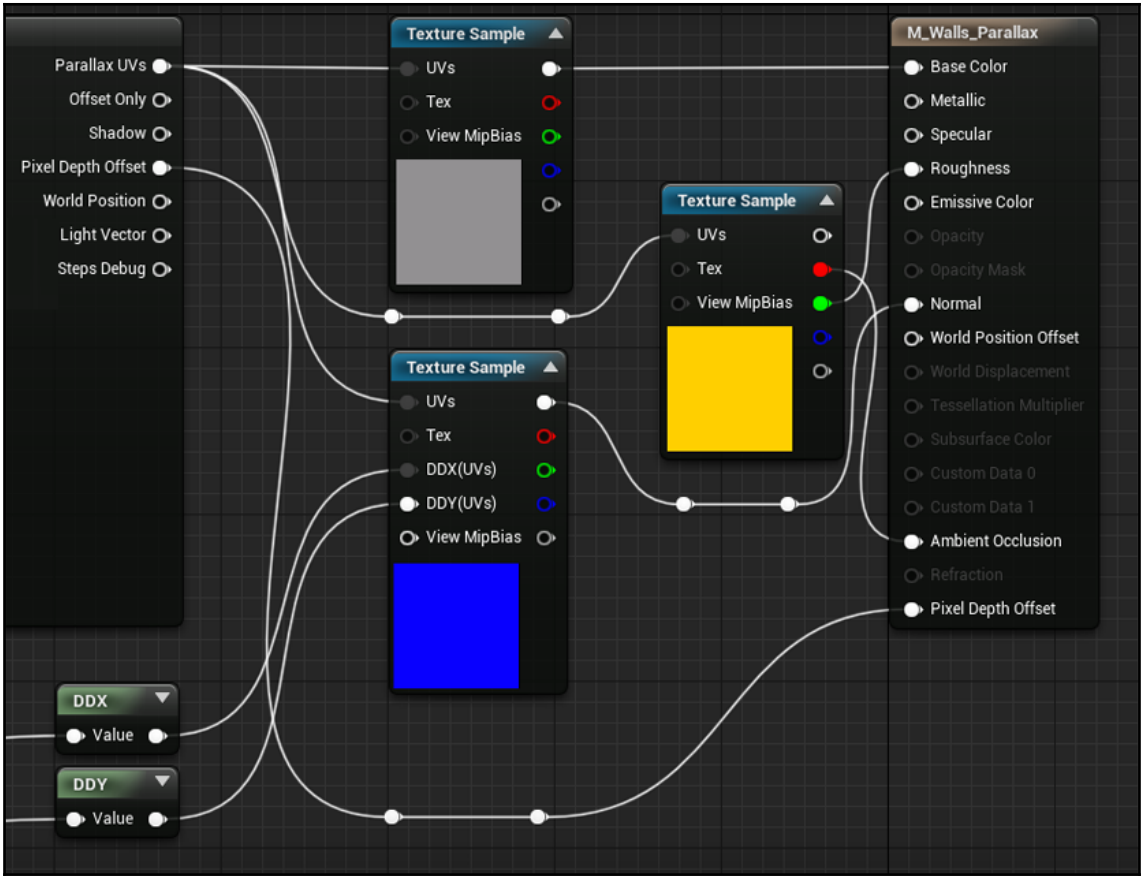 Parallax UVs
Offset Only
Shadow
Pixel Depth Offset
World Position
Light Vector
Steps Debug
Texture Sample
UVs
Tex
View MipBias
Texture Sample
UVs
Tex
DDX(UVs)
DDY(UVs)
View MipBias
Texture Sample
UVs
Tex
View MipBias
M_Walls_Parallax
Base Color
Metallic
Specular
Roughness
Emissive Color
Opacity
Opacity Mask
Normal
World Position Offset
World Displacement
Tessellation Multiplier
Subsurface Color
Custom Data 0
Custom Data 1
Ambient Occlusion
Refraction
Pixel Depth Offset
DDX
Value
DDY
Value